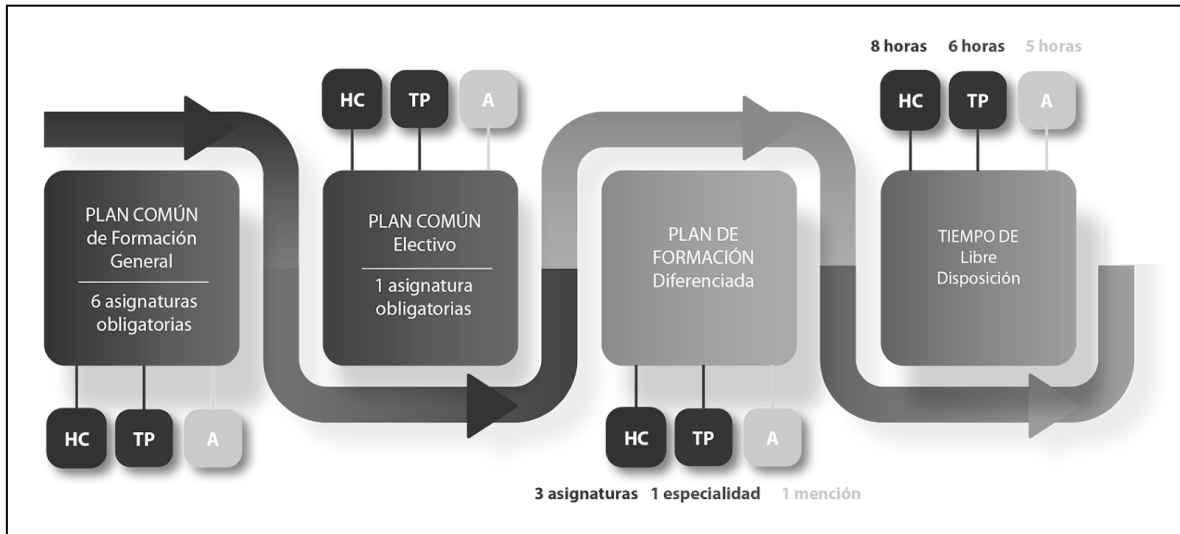 8 horas 6 horas 5 horas
HC TP A
HC TP A
PLAN COMÚN
de Formación
General
6 asignaturas
obligatorias
PLAN COMÚN
Electivo
1 asignatura
obligatorias
PLAN DE
FORMACIÓN
Diferenciada
TIEMPO DE
Libre
Disposición
HC TP A
HC TP A
3 asignaturas 1 especialidad 1 mención